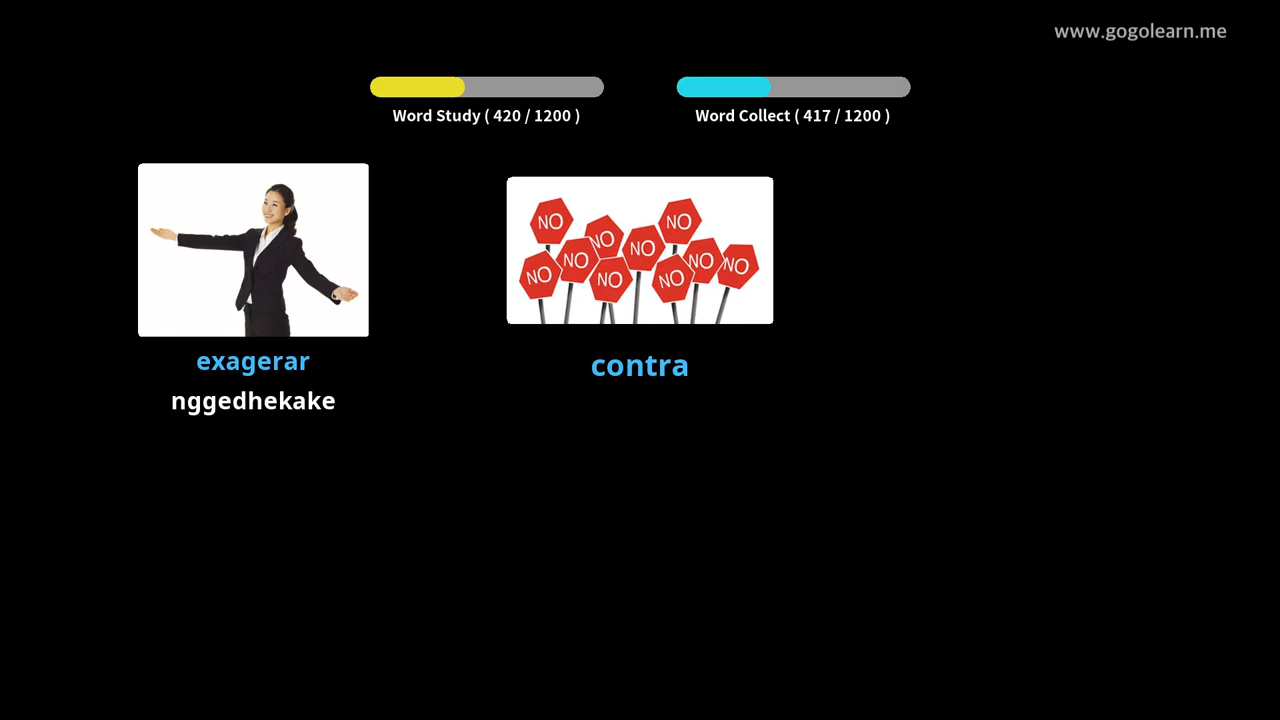 www.gogolearn.me
Word Study ( 420 / 1200 )
Word Collect ( 417 / 1200 )
NO
NO
NO
NO
NO
NO
NO
NO
NO
NO
exagerar
nggedhekake
contra